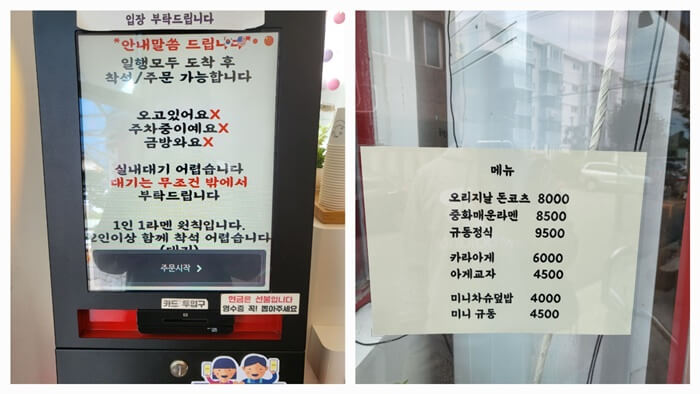 입장 부탁드립니다
*안내말씀 드립니다*
일행모두 도착 후
착석/주문 가능합니다
오고있어요X
주차중이예요X
금방와요X
실내대기 어렵습니다
대기는 무조건 밖에서
부탁드립니다
1인 1라멘 원칙입니다.
2인이상 함께 착석 어렵습니다
(대기)
주문시작 >
카드 투입구
현금은 선불입니다
영수증 꼭! 뽑아주세요
메뉴
오리지날 돈코츠 8000
중화매운라멘 8500
규동정식 9500
카라아게 6000
아게교자 4500
미니차슈덮밥 4000
미니 규동 4500